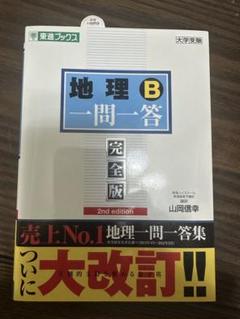 東進ブックス
大学受験
地理B
一問一答
完全版
2nd edition
山岡信幸
売上No.1 地理一問一答集
ついに大改訂!!